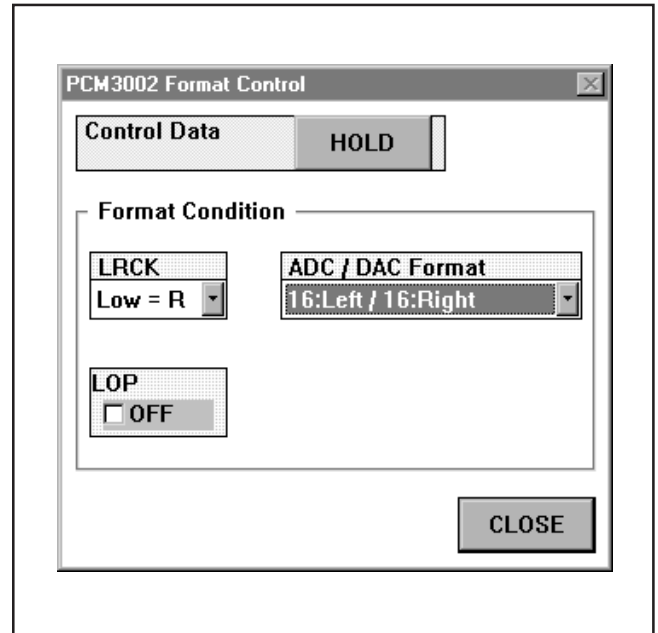 PCM3002 Format Control
Control Data
HOLD
Format Condition
LRCK
Low = R
ADC / DAC Format
16:Left / 16:Right
LOP
OFF
CLOSE